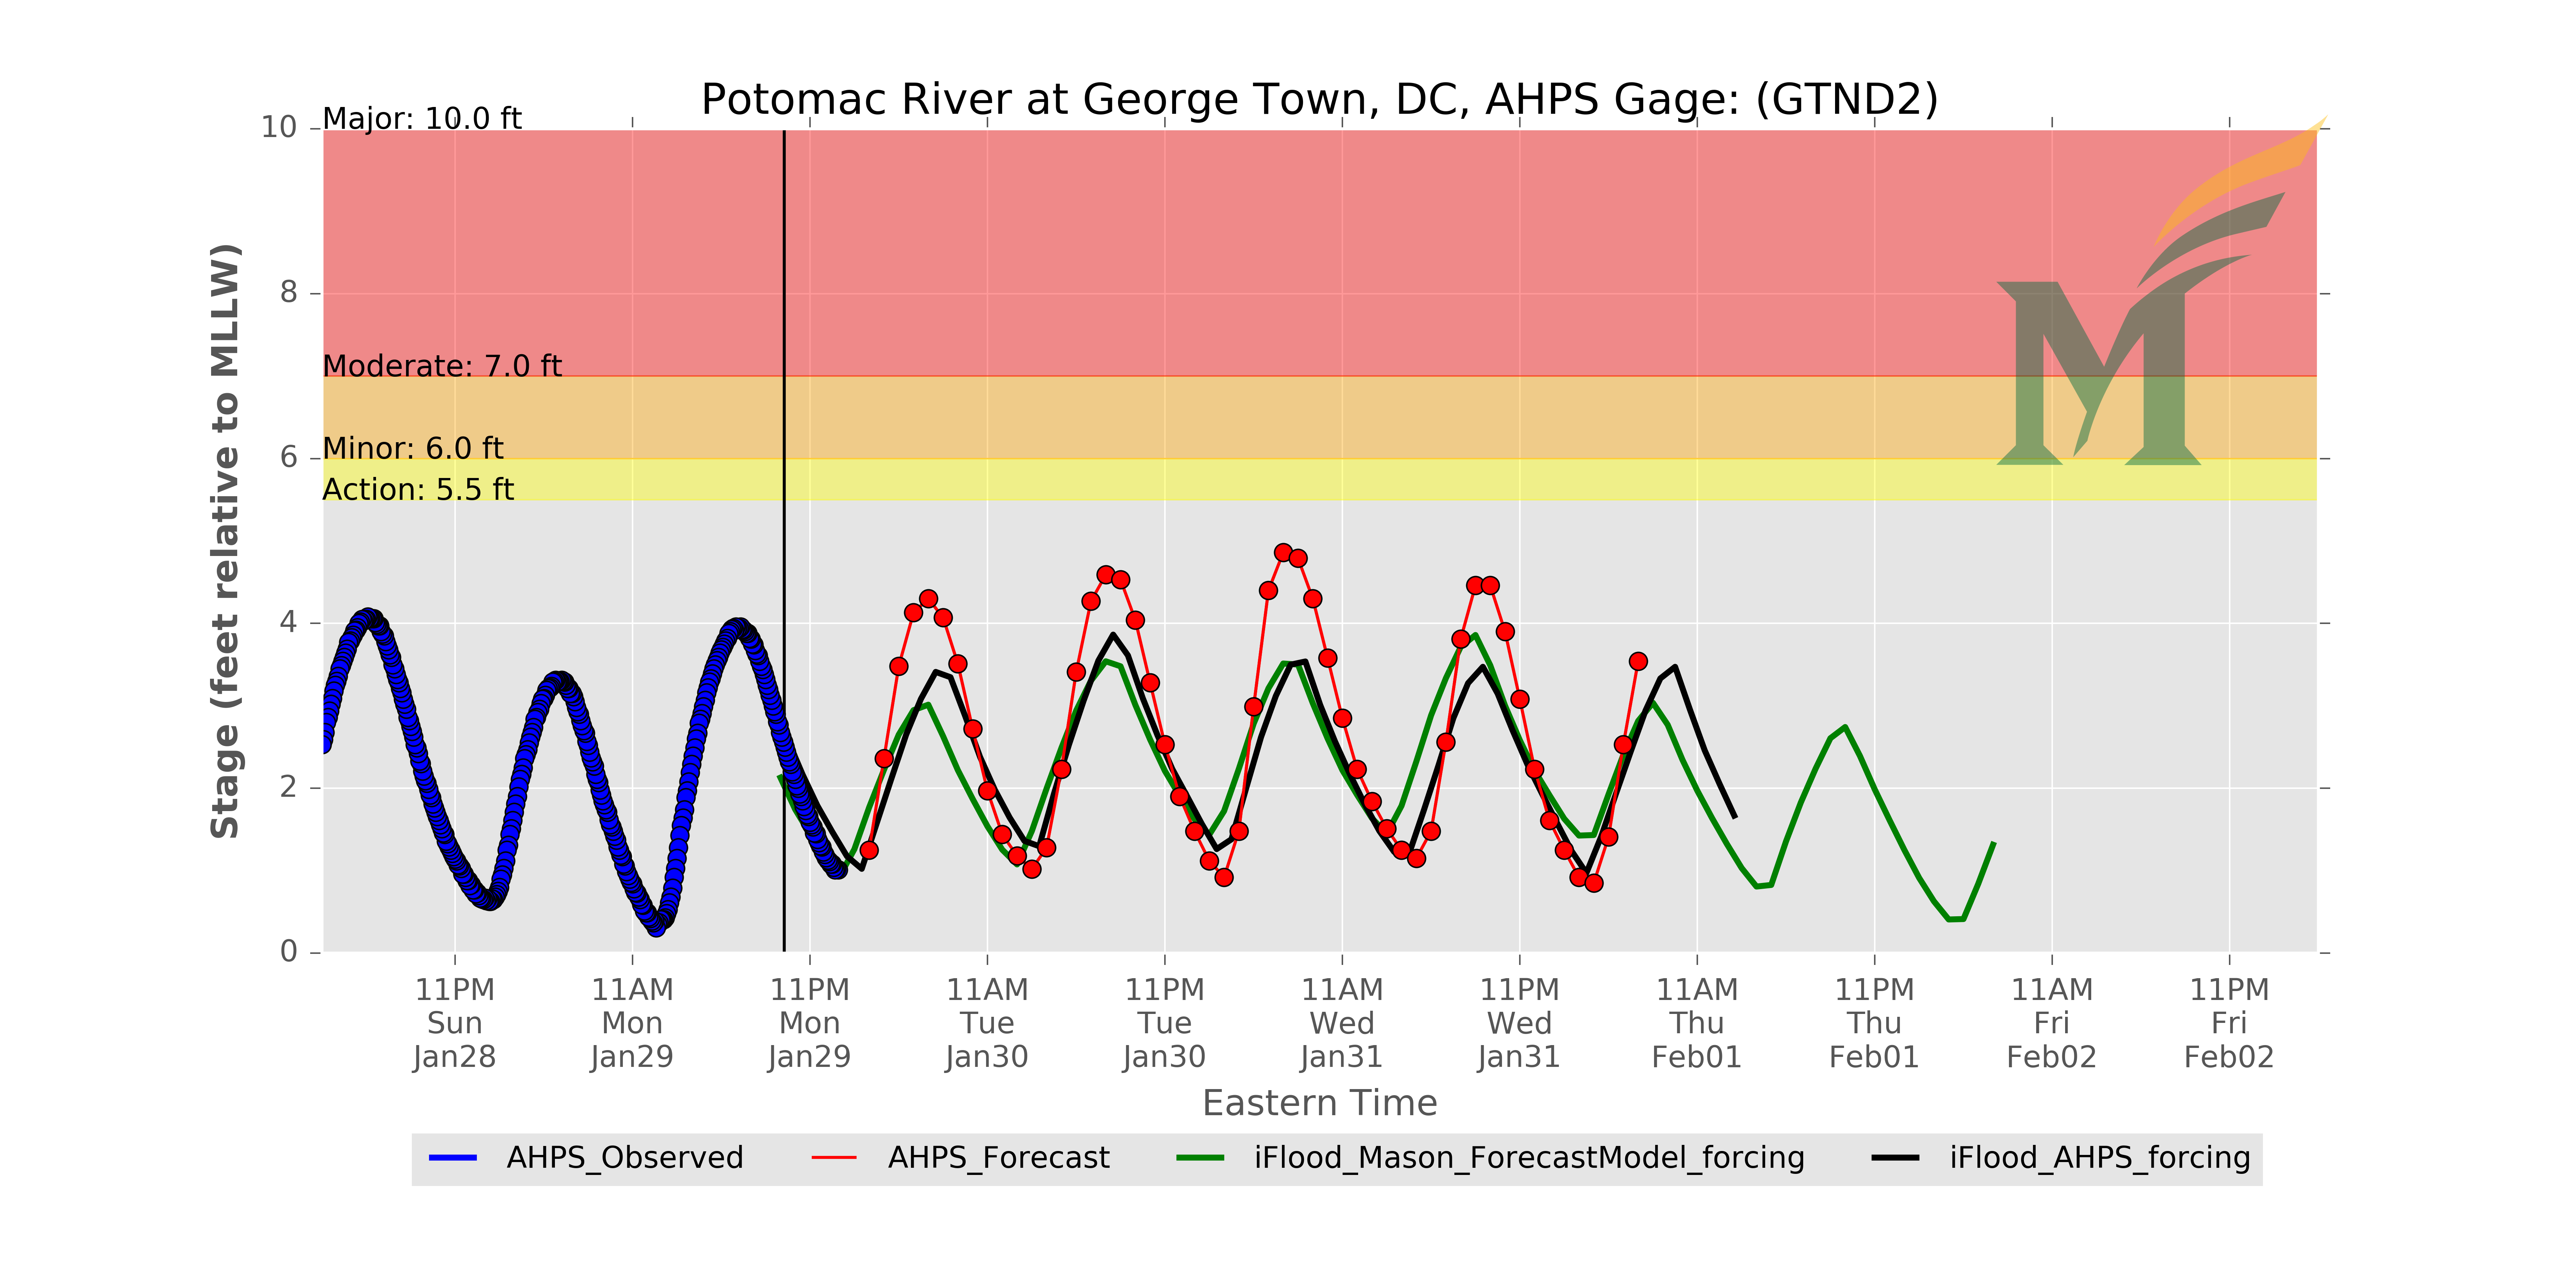 Potomac River at George Town, DC, AHPS Gage: (GTND2)
Major: 10.0 ft
Moderate: 7.0 ft
Minor: 6.0 ft
Action: 5.5 ft
Stage (feet relative to MLLW)
10
8
6
4
2
0
11PM Sun Jan28
11AM Mon Jan29
11PM Mon Jan29
11AM Tue Jan30
11PM Tue Jan30
11AM Wed Jan31
11PM Wed Jan31
11AM Thu Feb01
11PM Thu Feb01
11AM Fri Feb02
11PM Fri Feb02
Eastern Time
AHPS_Observed
AHPS_Forecast
iFlood_Mason_ForecastModel_forcing
iFlood_AHPS_forcing
M